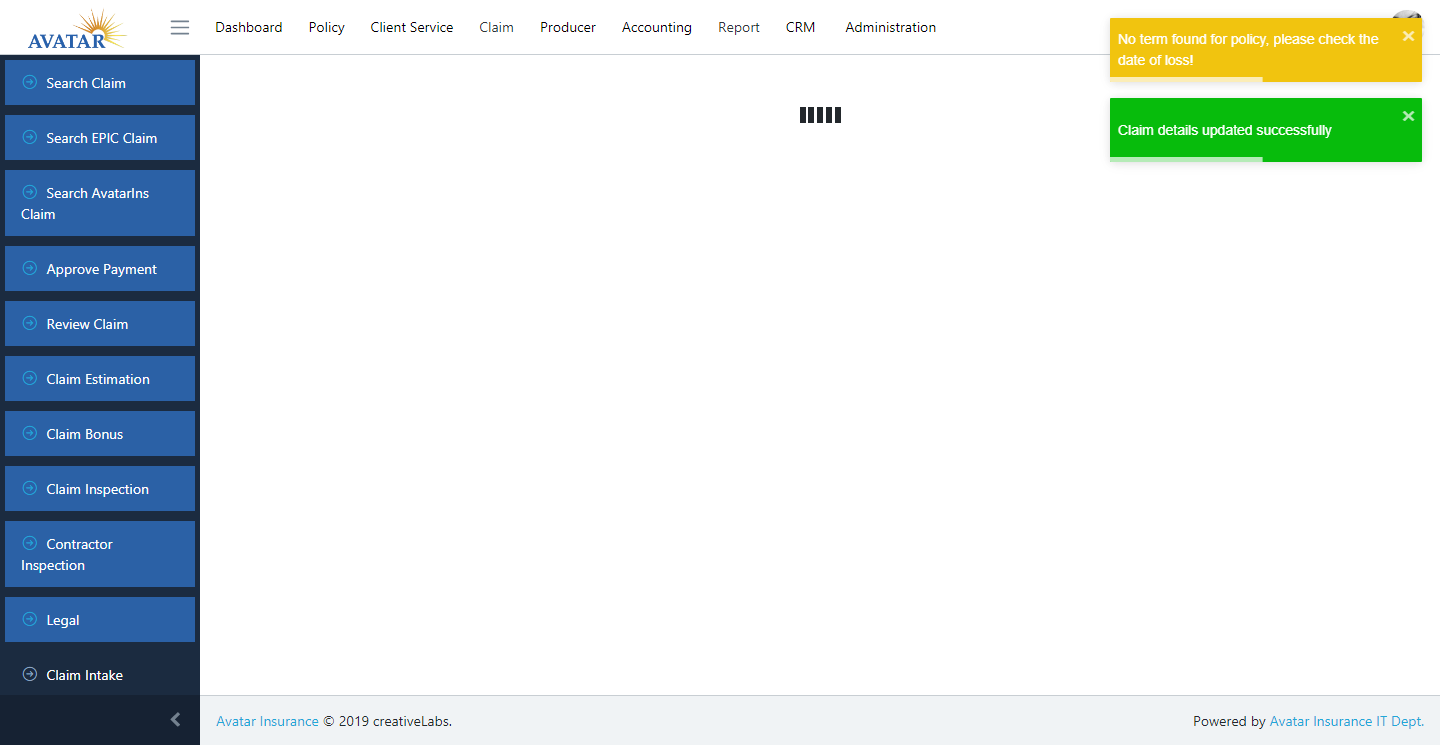 AVATAR
Dashboard Policy Client Service Claim Producer Accounting Report CRM Administration
No term found for policy, please check the
date of loss!
Claim details updated successfully
Search Claim
Search EPIC Claim
Search AvatarIns
Claim
Approve Payment
Review Claim
Claim Estimation
Claim Bonus
Claim Inspection
Contractor
Inspection
Legal
Claim Intake
Avatar Insurance © 2019 creativeLabs.
Powered by Avatar Insurance IT Dept.